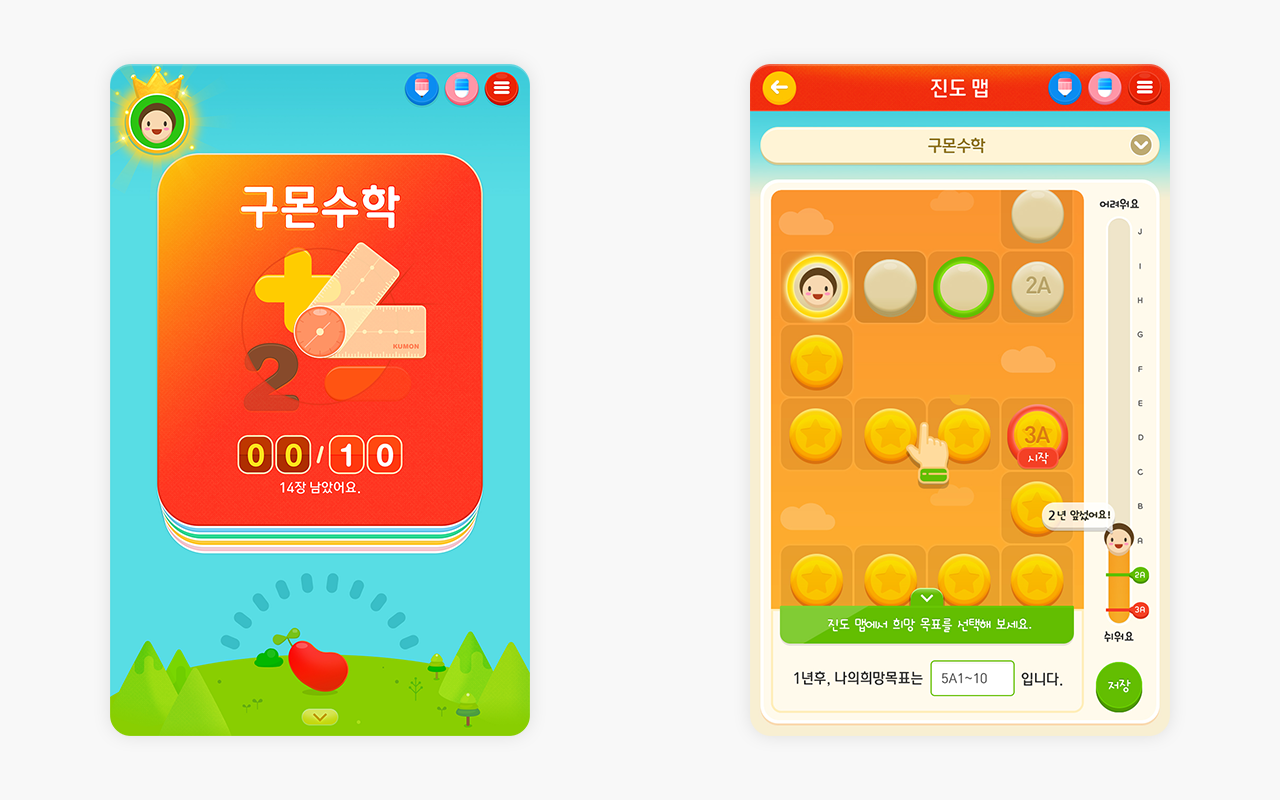 구몬수학
2
KUMON
00/10
14장 남았어요.
진도 맵
구몬수학
어려워요
J
I
H
G
F
E
D
C
B
A
2A
3A
쉬워요
2A
3A
시작
2년 앞섰어요!
진도 맵에서 희망 목표를 선택해 보세요.
1년후, 나의희망목표는 5A1~10 입니다.
저장